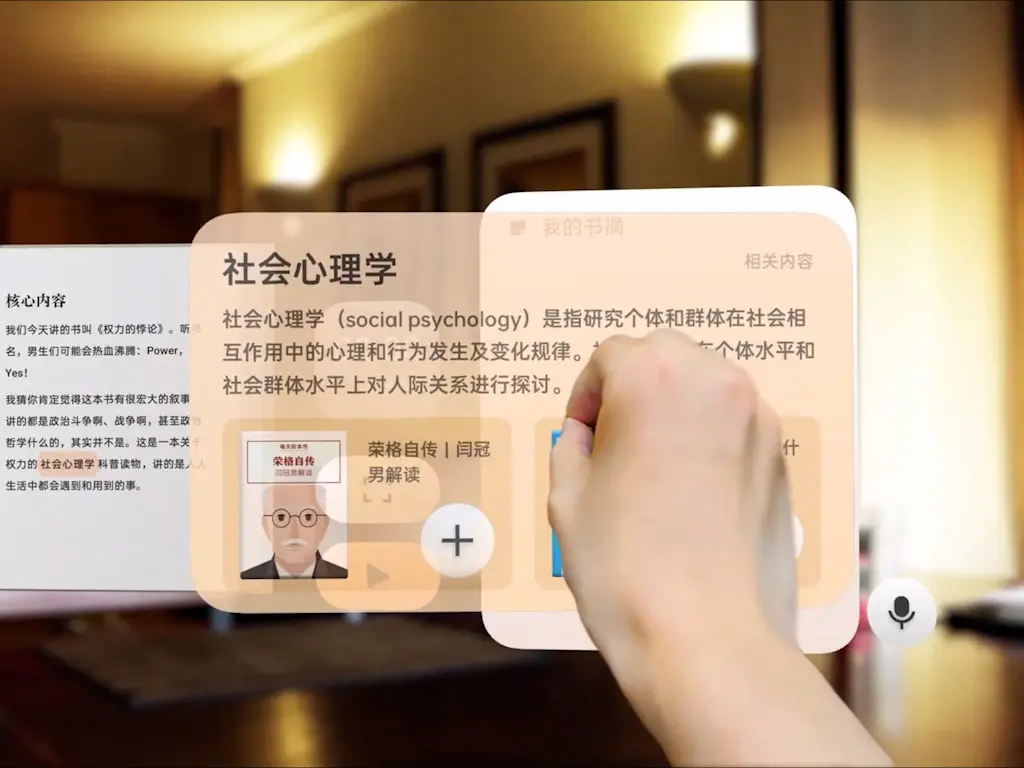 核心内容
我们今天讲的书叫《权力的悖论》。听书
名，男生们可能会热血沸腾：Power，
Yes！
我猜你肯定觉得这本书有很宏大的叙事
讲的都是政治斗争啊、战争啊，甚至政治
哲学什么的，其实并不是。这是一本关于
权力的社会心理学科普读物，讲的是人人
生活中都会遇到和用到的事。
我的书摘
社会心理学
相关内容
社会心理学（social psychology）是指研究个体和群体在社会相
互作用中的心理和行为发生及变化规律。
个体水平和
社会群体水平上对人际关系进行探讨。
每天听本书
荣格自传
闫冠男解读
荣格自传 | 闫冠
男解读
什